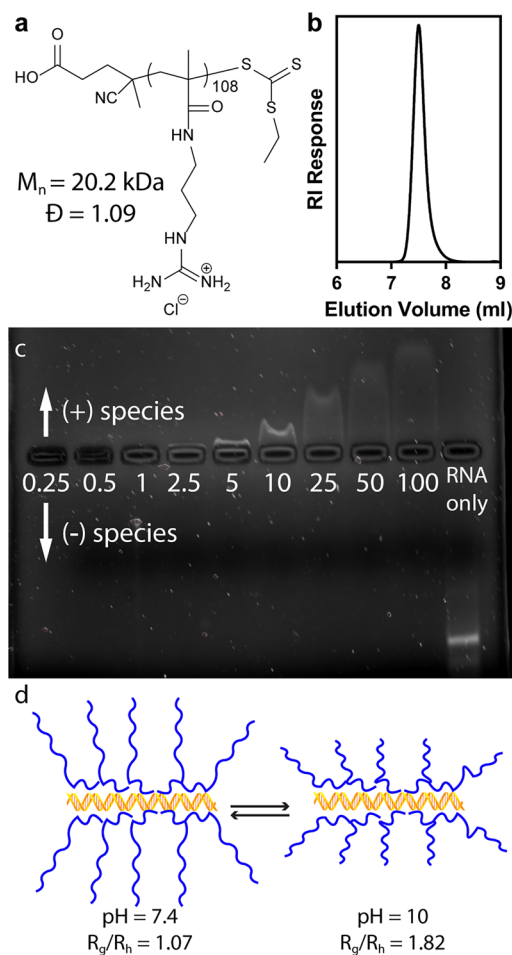 a
O
HO
NC
108
S
S
S
O
HN
Mn = 20.2 kDa
Đ = 1.09
HN
H₂N
NH₂
⊕
Cl⊖
b
RI Response
6 7 8 9
Elution Volume (ml)
c
(+) species
0.25 0.5 1 2.5 5 10 25 50 100 RNA
only
(-) species
d
pH = 7.4
Rg/Rh = 1.07
pH = 10
Rg/Rh = 1.82